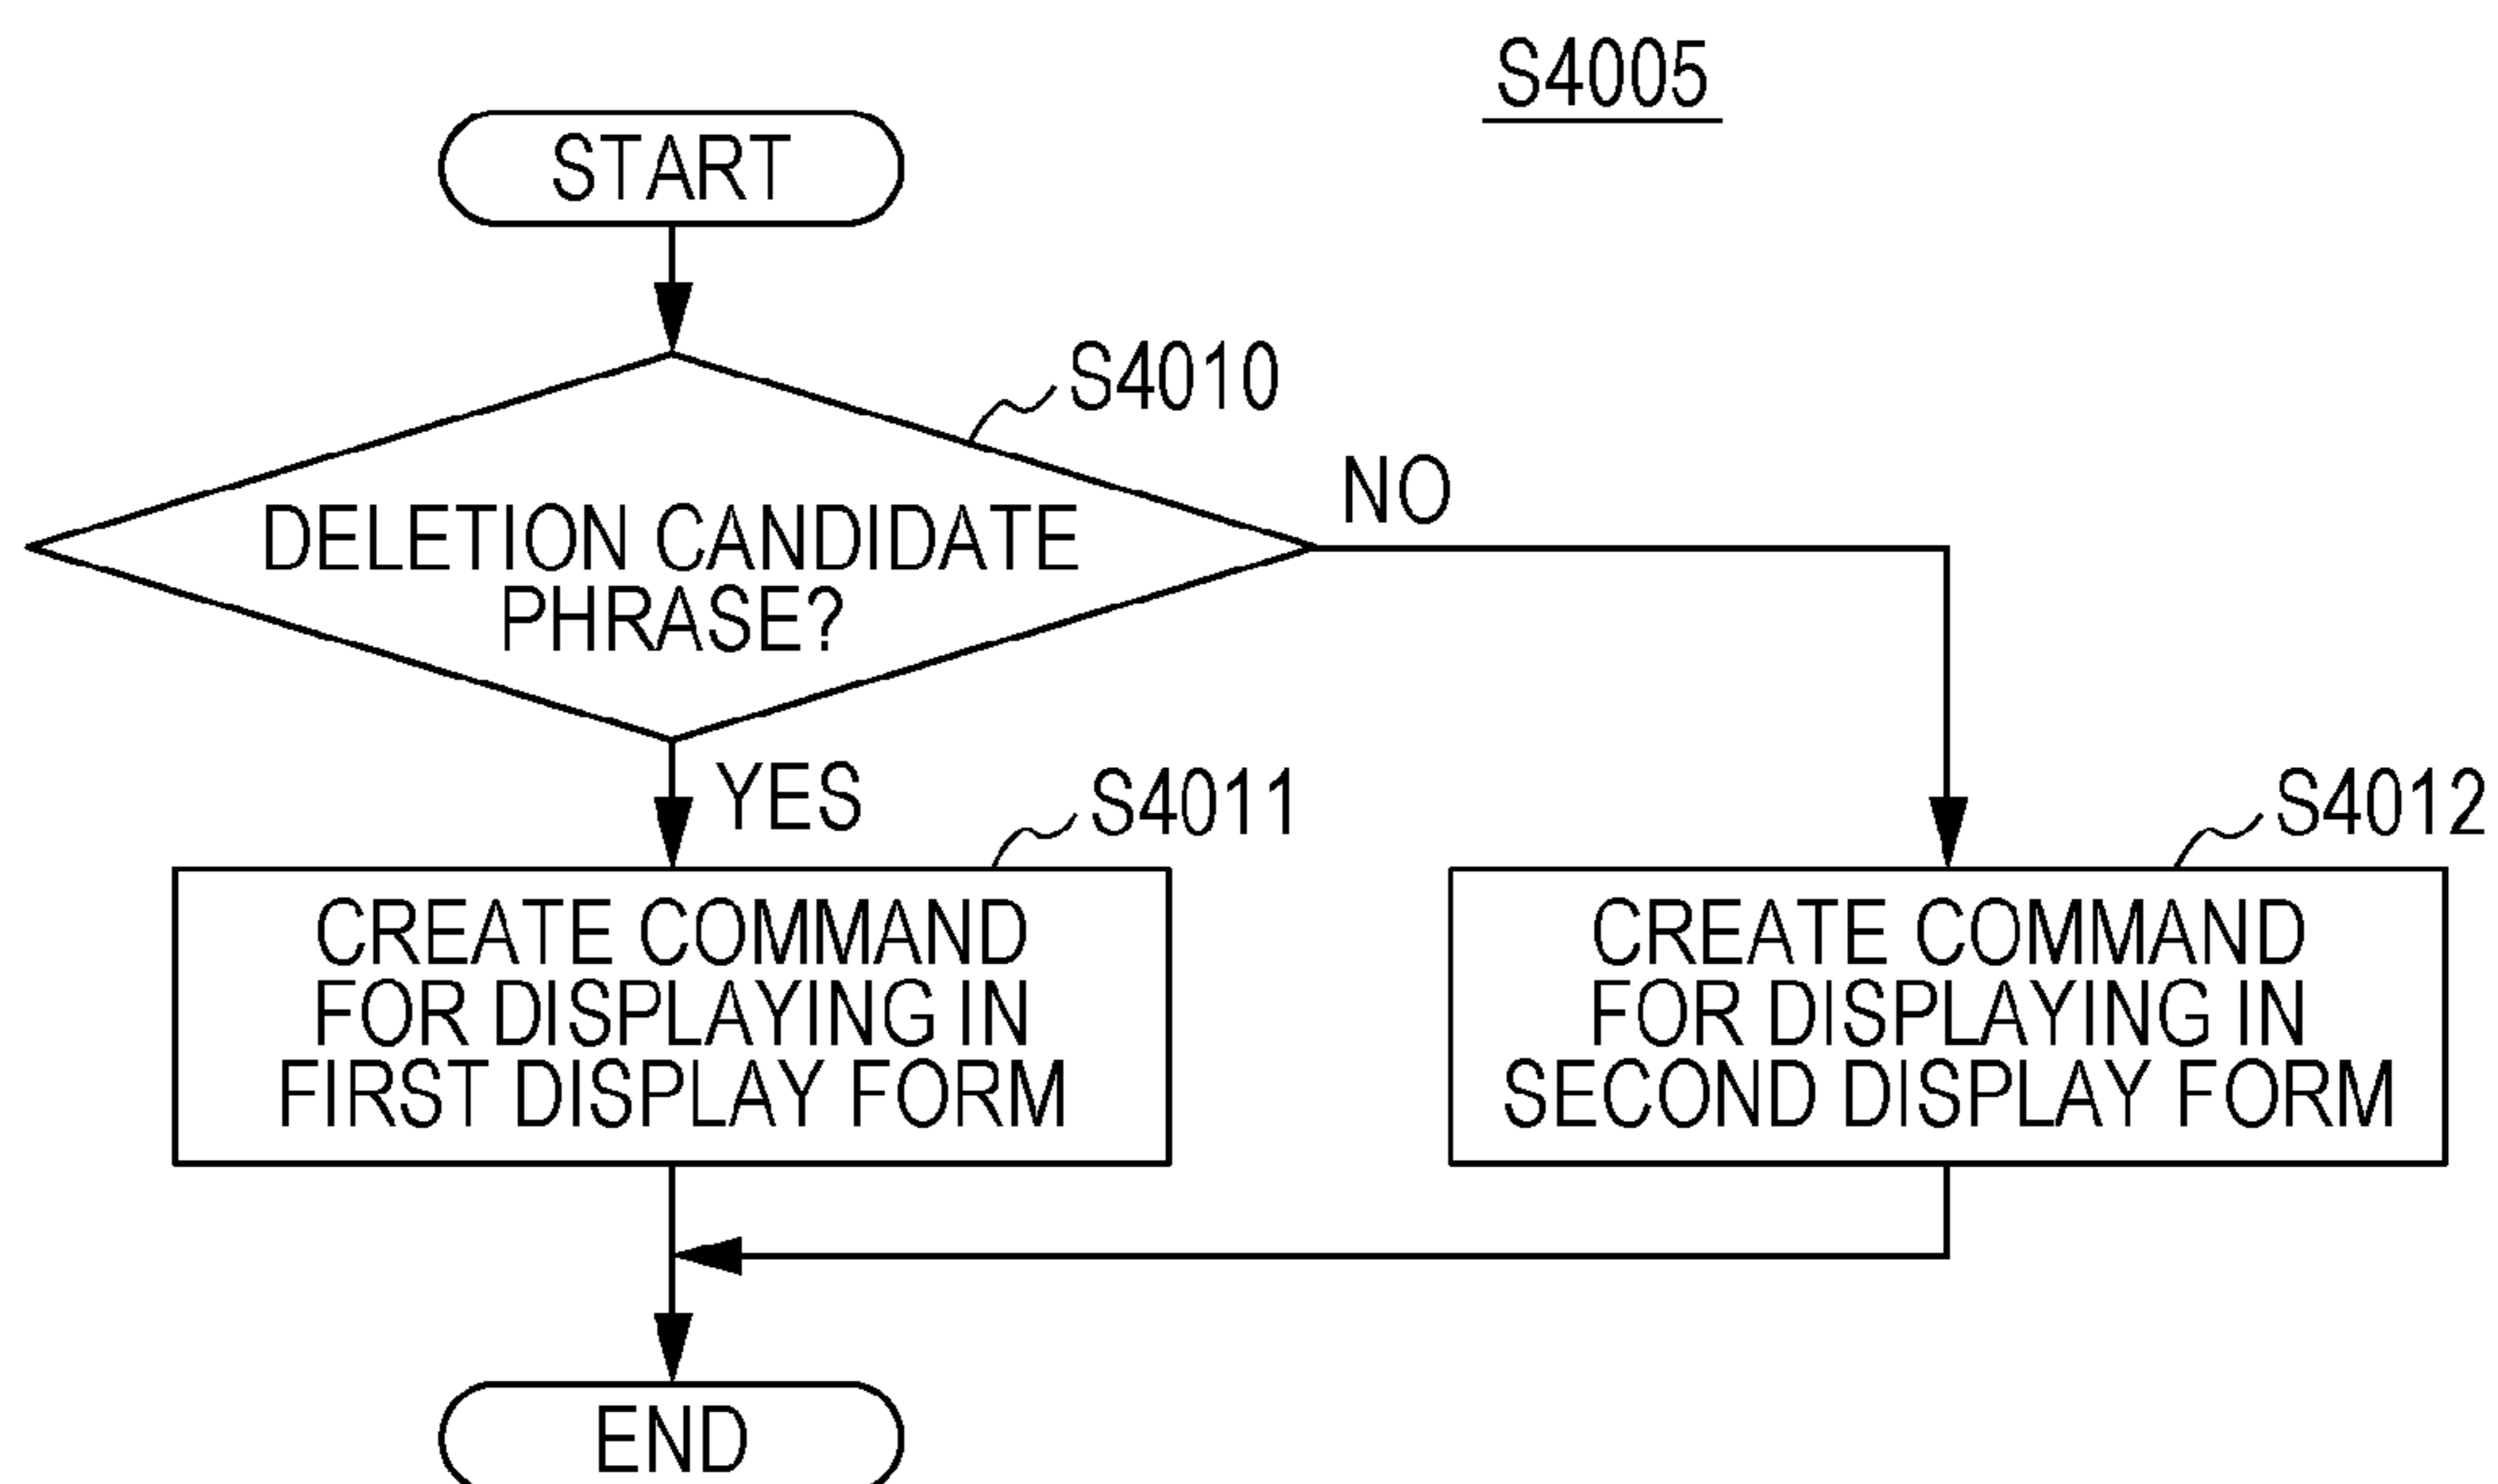 S4005
START
S4010
NO
DELETION CANDIDATE
PHRASE?
YES
S4011
S4012
CREATE COMMAND
FOR DISPLAYING IN
FIRST DISPLAY FORM
CREATE COMMAND
FOR DISPLAYING IN
SECOND DISPLAY FORM
END